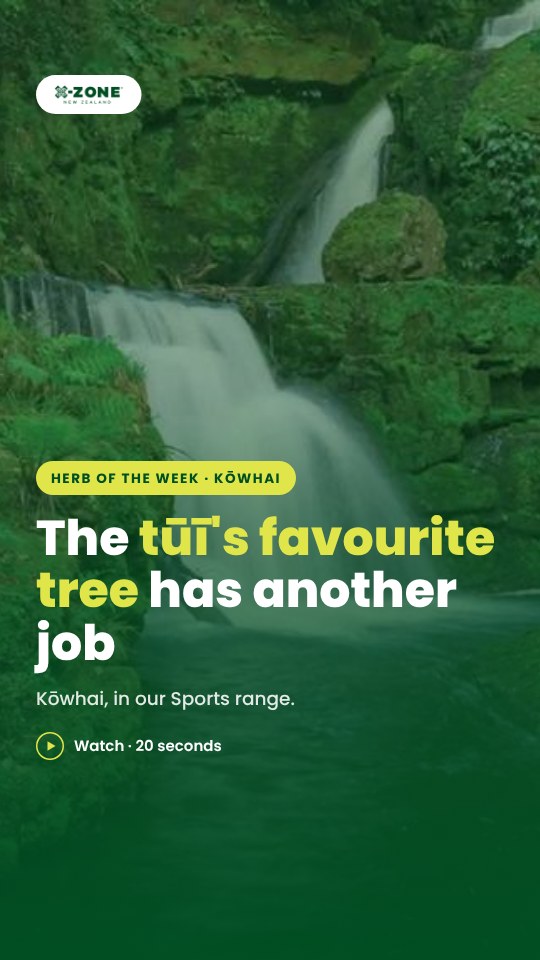 X-ZONE
NEW ZEALAND
HERB OF THE WEEK · KŌWHAI
The tūī's favourite
tree has another
job
Kōwhai, in our Sports range.
Watch · 20 seconds